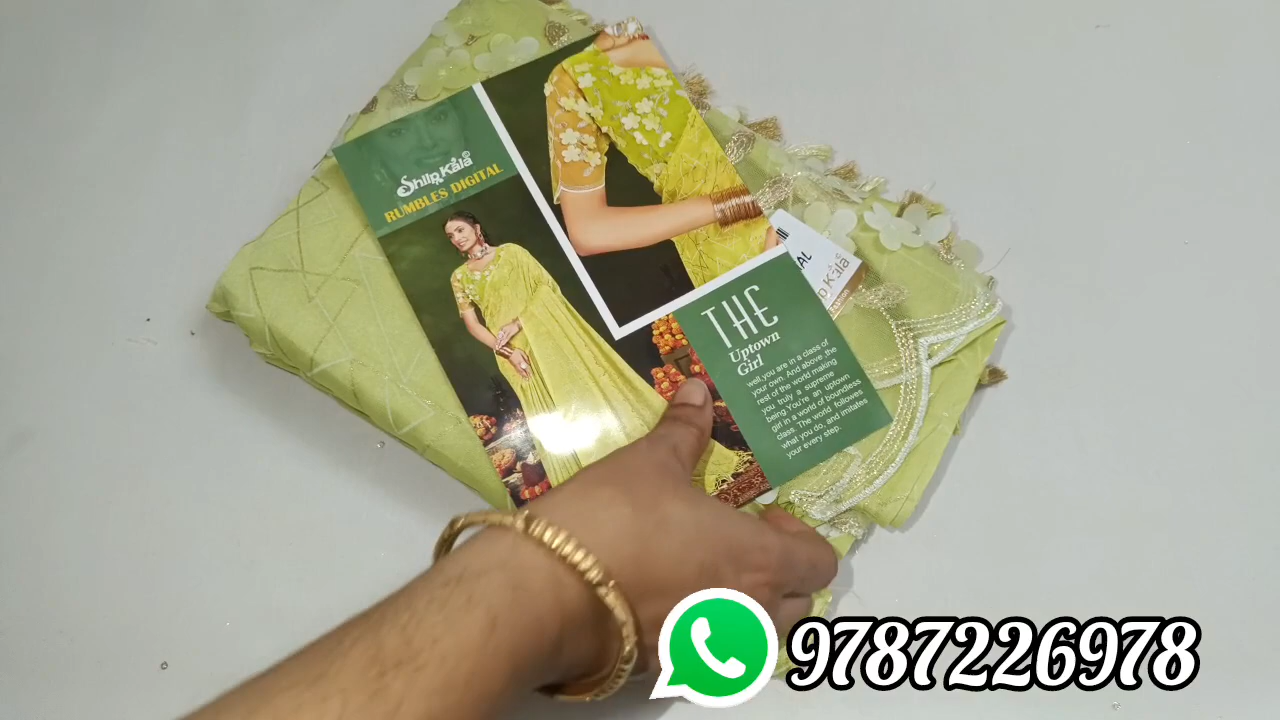 Shilp Kala
RUMBLES DIGITAL
THE
Uptown
Girl
well,you are in a class of
your own. And above ,the
rest of the world making
you truly a supreme
being.You're an uptown
girl in a world of boundless
class. The world followes
what you do, and imitates
your every step.
Kala
9787226978